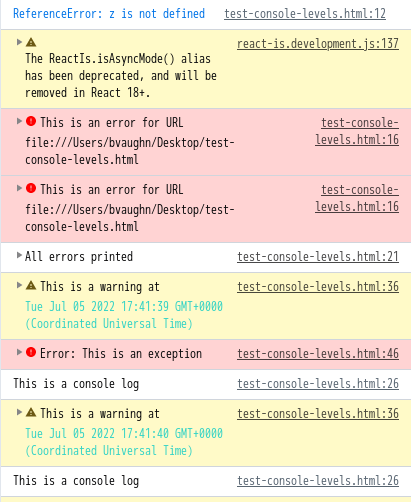 ReferenceError: z is not defined test-console-levels.html:12
react-is.development.js:137
The ReactIs.isAsyncMode() alias
has been deprecated, and will be
removed in React 18+.
This is an error for URL test-console-
file:///Users/bvaughn/Desktop/test- levels.html:16
console-levels.html
This is an error for URL test-console-
file:///Users/bvaughn/Desktop/test- levels.html:16
console-levels.html
All errors printed test-console-levels.html:21
This is a warning at test-console-levels.html:36
Tue Jul 05 2022 17:41:39 GMT+0000
(Coordinated Universal Time)
Error: This is an exception test-console-levels.html:46
This is a console log test-console-levels.html:26
This is a warning at test-console-levels.html:36
Tue Jul 05 2022 17:41:40 GMT+0000
(Coordinated Universal Time)
This is a console log test-console-levels.html:26